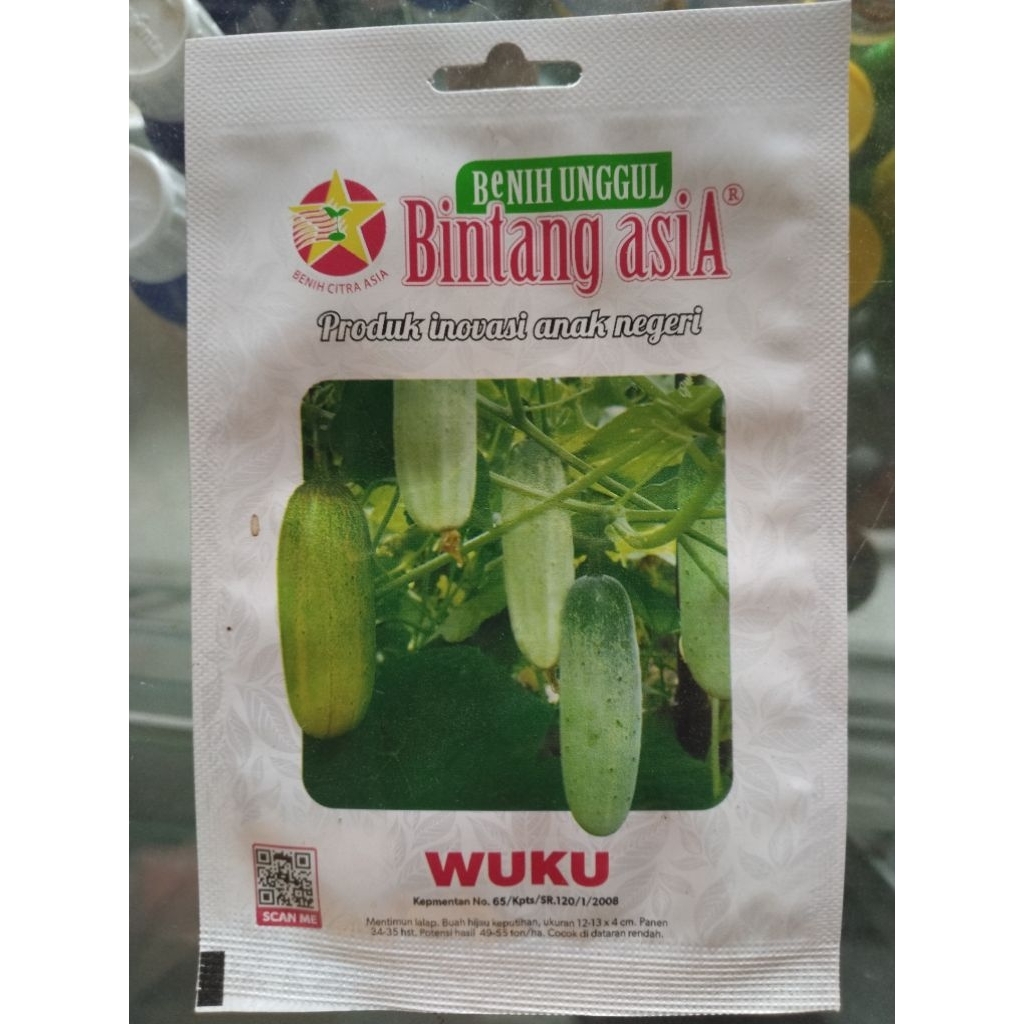 BeNIH UNGGUL
Bintang asiA®
BENIH CITRA ASIA
Produk inovasi anak negeri
WUKU
Kepmentan No. 65/Kpts/SR.120/1/2008
SCAN ME
Mentimun lalap. Buah hijau keputihan, ukuran 12-13 x 4 cm. Panen
34-35 hst. Potensi hasil 49-55 ton/ha. Cocok di dataran rendah.